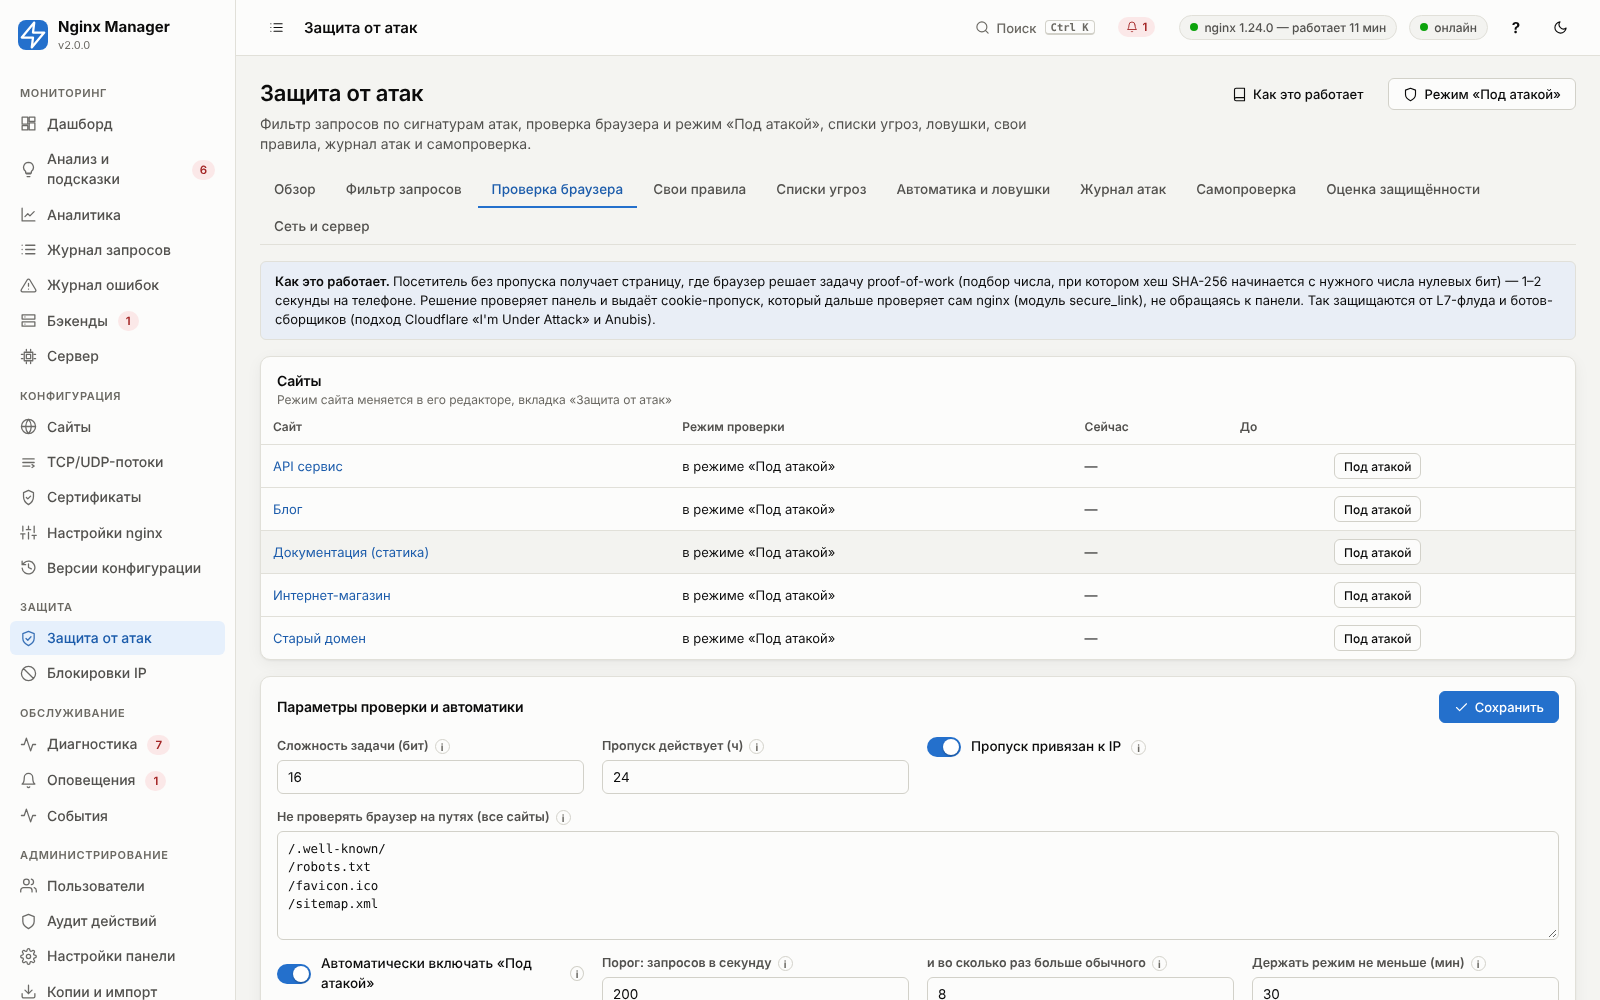 Nginx Manager
v2.0.0
МОНИТОРИНГ
Дашборд
Анализ и
подсказки
6
Аналитика
Журнал запросов
Журнал ошибок
Бэкенды 1
Сервер
КОНФИГУРАЦИЯ
Сайты
TCP/UDP-потоки
Сертификаты
Настройки nginx
Версии конфигурации
ЗАЩИТА
Защита от атак
Блокировки IP
ОБСЛУЖИВАНИЕ
Диагностика 7
Оповещения 1
События
АДМИНИСТРИРОВАНИЕ
Пользователи
Аудит действий
Настройки панели
Копии и импорт
Защита от атак
Поиск Ctrl K
1
nginx 1.24.0 — работает 11 мин
онлайн
?
Защита от атак
Как это работает
Режим «Под атакой»
Фильтр запросов по сигнатурам атак, проверка браузера и режим «Под атакой», списки угроз, ловушки, свои
правила, журнал атак и самопроверка.
Обзор Фильтр запросов Проверка браузера Свои правила Списки угроз Автоматика и ловушки Журнал атак Самопроверка Оценка защищённости
Сеть и сервер
Как это работает. Посетитель без пропуска получает страницу, где браузер решает задачу proof-of-work (подбор числа, при котором хеш SHA-256 начинается с нужного числа нулевых бит) — 1–2
секунды на телефоне. Решение проверяет панель и выдаёт cookie-пропуск, который дальше проверяет сам nginx (модуль secure_link), не обращаясь к панели. Так защищаются от L7-флуда и ботов-
сборщиков (подход Cloudflare «I'm Under Attack» и Anubis).
Сайты
Режим сайта меняется в его редакторе, вкладка «Защита от атак»
Сайт Режим проверки Сейчас До
API сервис в режиме «Под атакой» — Под атакой
Блог в режиме «Под атакой» — Под атакой
Документация (статика) в режиме «Под атакой» — Под атакой
Интернет-магазин в режиме «Под атакой» — Под атакой
Старый домен в режиме «Под атакой» — Под атакой
Параметры проверки и автоматики
Сохранить
Сложность задачи (бит) i Пропуск действует (ч) i Пропуск привязан к IP i
16 24
Не проверять браузер на путях (все сайты) i
/.well-known/
/robots.txt
/favicon.ico
/sitemap.xml
Автоматически включать «Под
атакой»
i
Порог: запросов в секунду i и во сколько раз больше обычного i Держать режим не меньше (мин) i
200 8 30